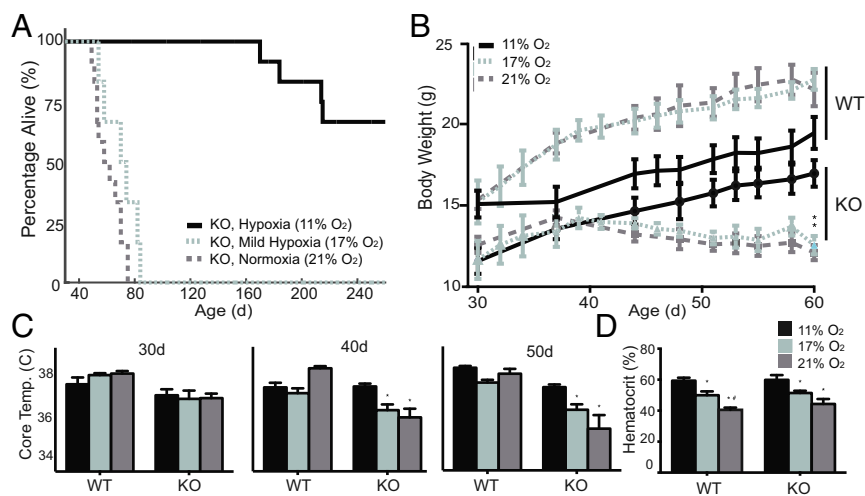 A
Percentage Alive (%)
100
75
50
25
0
KO, Hypoxia (11% O₂)
KO, Mild Hypoxia (17% O₂)
KO, Normoxia (21% O₂)
40 80 120 160 200 240
Age (d)
B
Body Weight (g)
25
20
15
10
11% O₂
17% O₂
21% O₂
WT
KO
*
*
30 40 50 60
Age (d)
C
Core Temp. (C)
38
36
34
30d
WT KO
40d
* *
WT KO
50d
* *
WT KO
D
11% O₂
17% O₂
21% O₂
Hematocrit (%)
80
60
40
20
0
* *# * *
WT KO